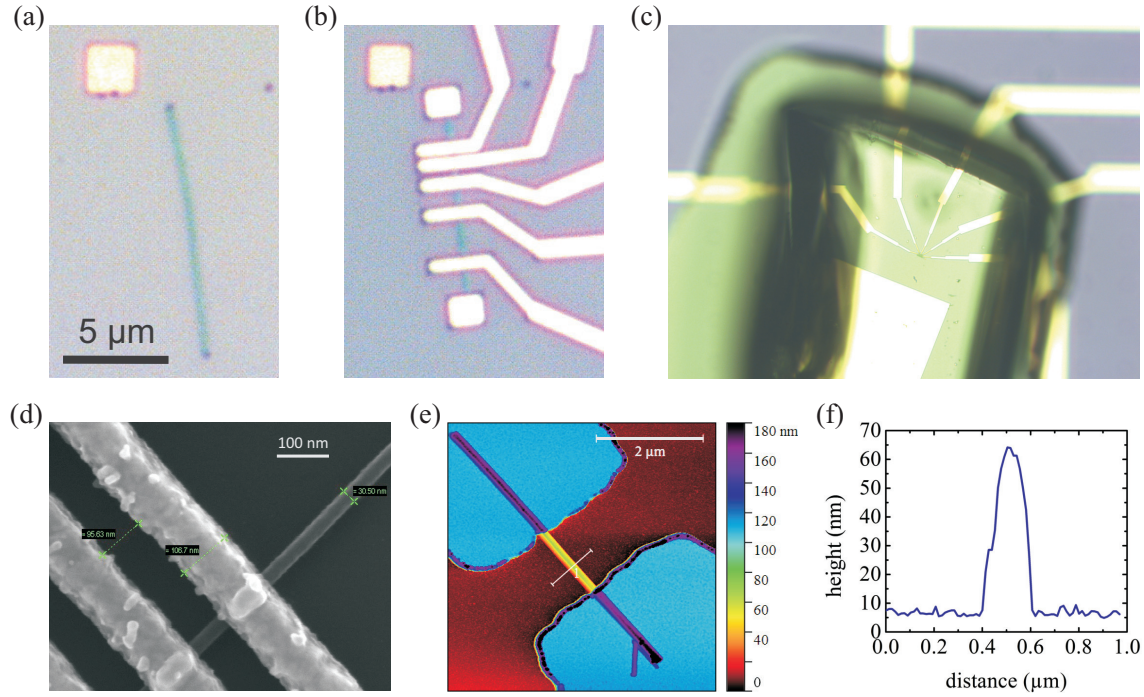 (a)
(b)
(c)
5 µm
(d)
(e)
(f)
100 nm
= 30.50 nm
= 95.63 nm
= 106.7 nm
2 µm
1
180 nm
160
140
120
100
80
60
40
20
0
70
60
50
40
30
20
10
0
0.0 0.2 0.4 0.6 0.8 1.0
height (nm)
distance (µm)